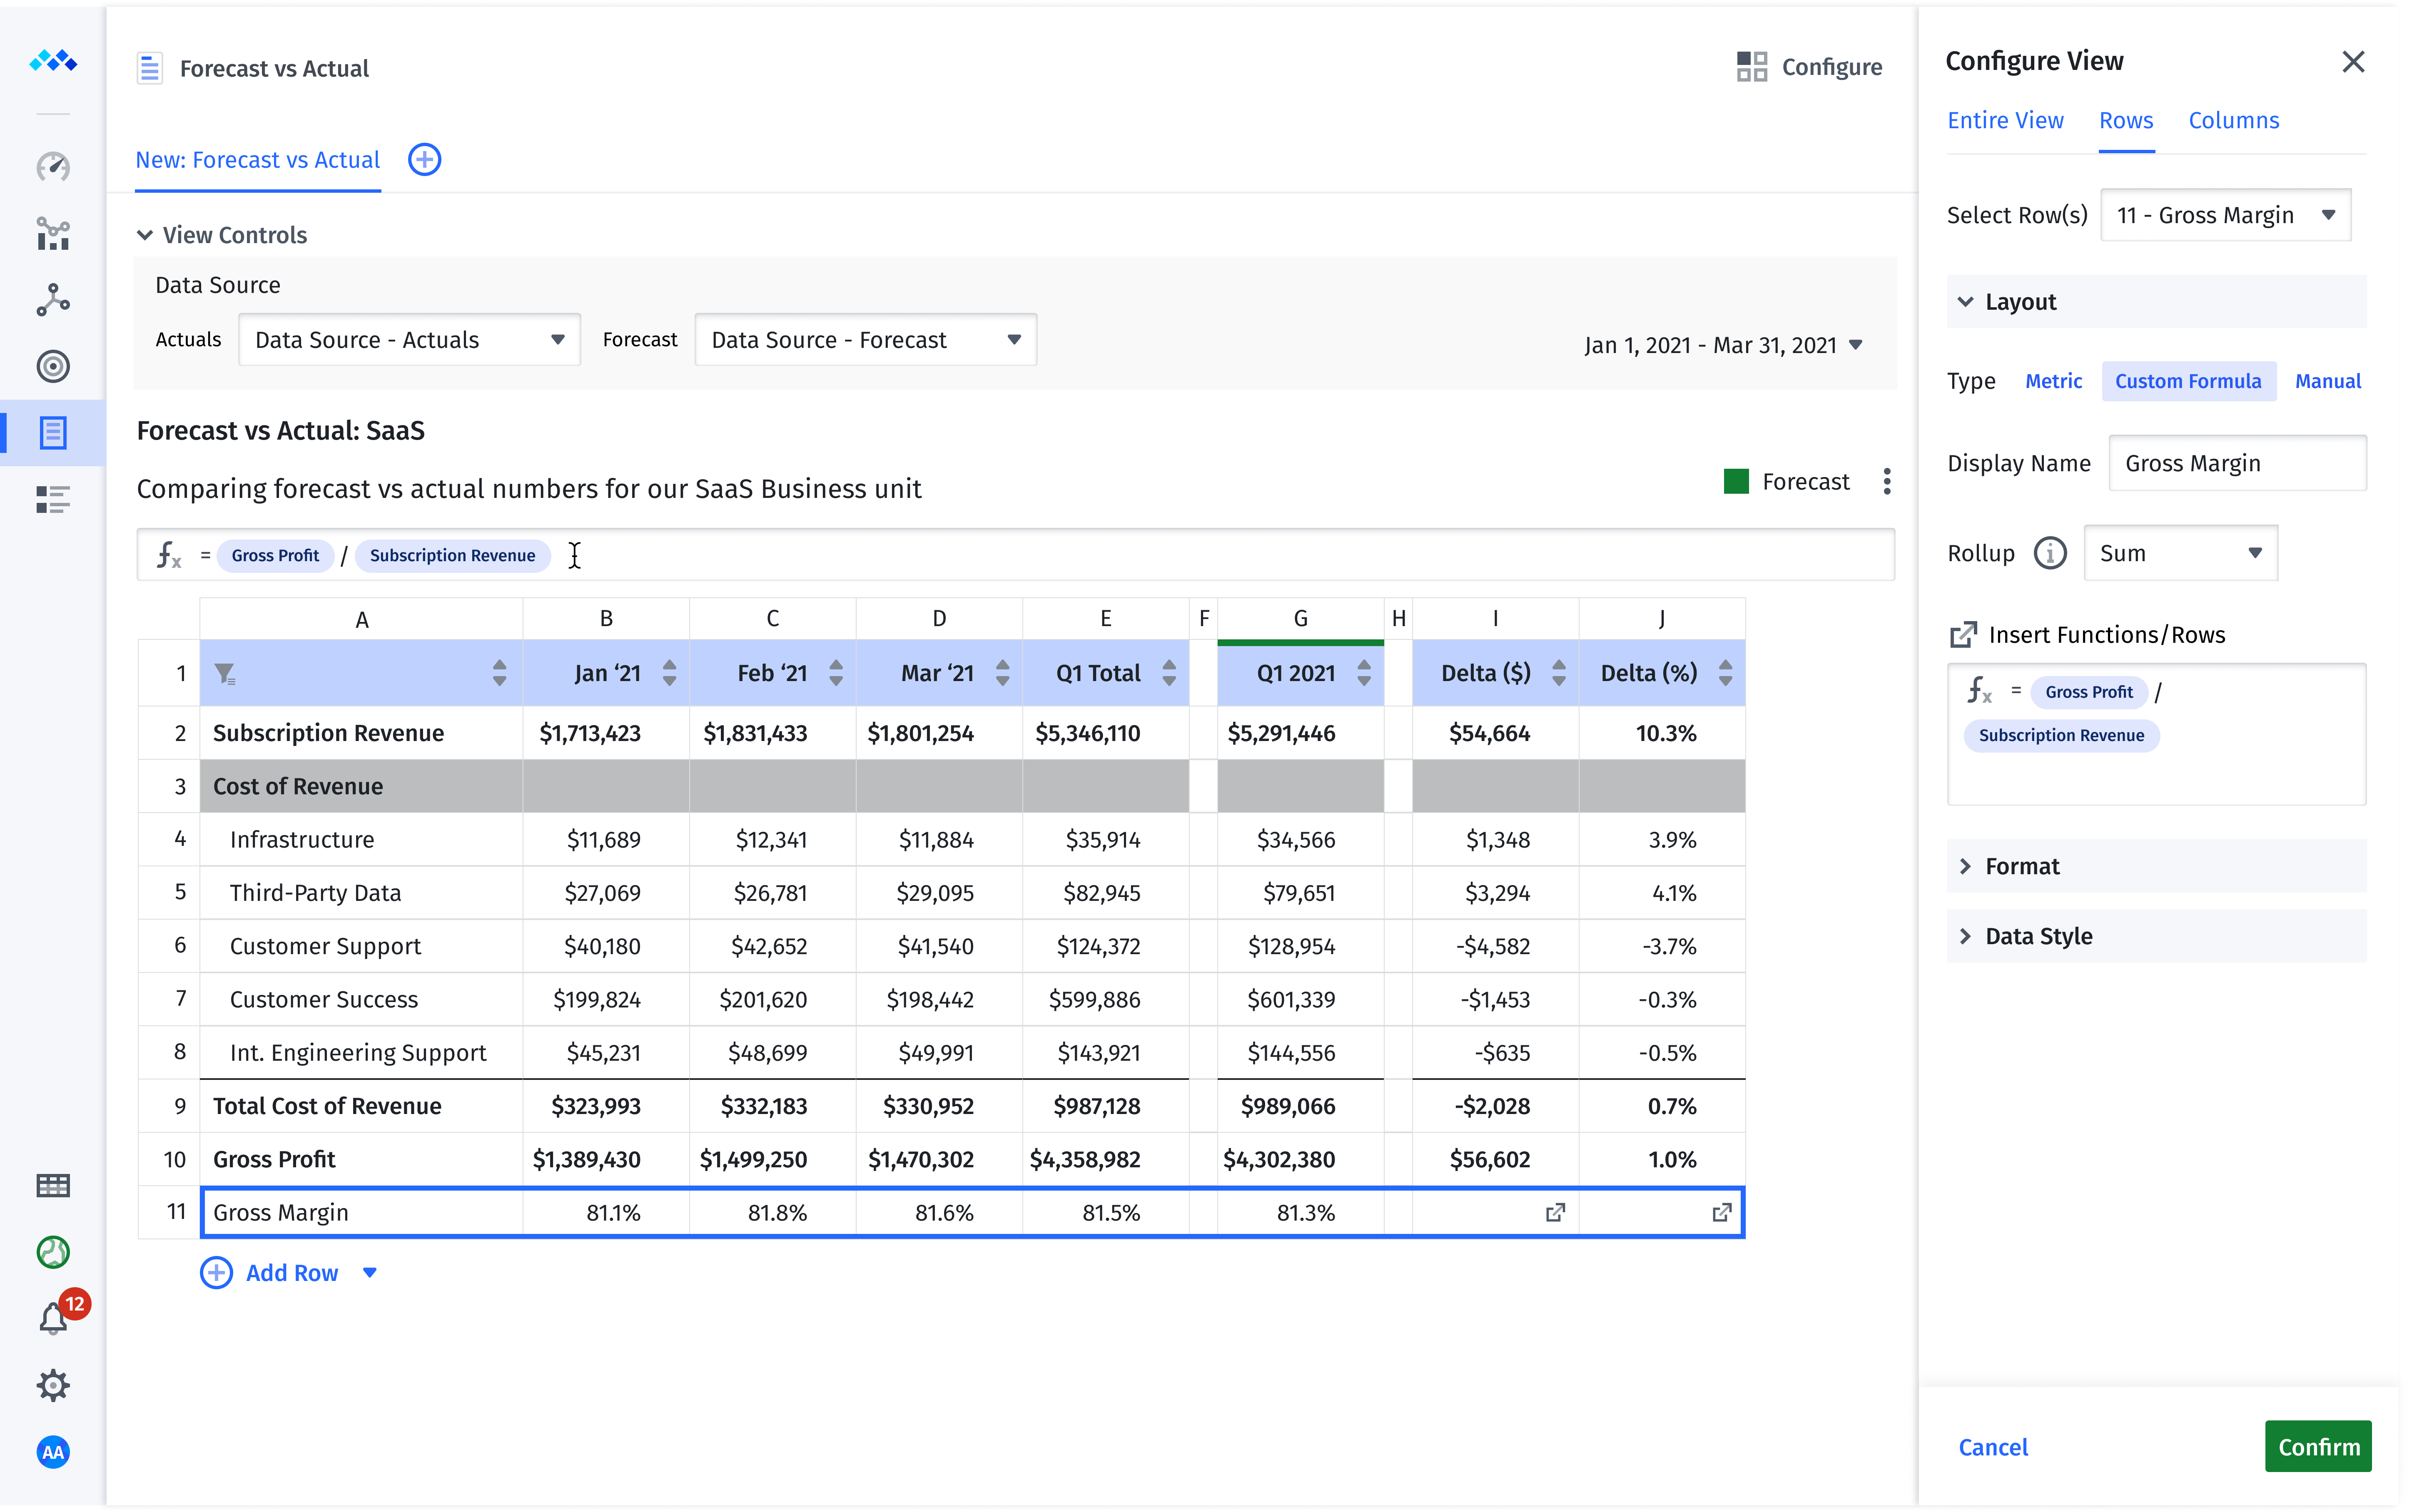 Forecast vs Actual
Configure
New: Forecast vs Actual
View Controls
Data Source
Actuals Data Source - Actuals Forecast Data Source - Forecast Jan 1, 2021 - Mar 31, 2021
Forecast vs Actual: SaaS
Comparing forecast vs actual numbers for our SaaS Business unit
Forecast
fx = Gross Profit / Subscription Revenue
A B C D E F G H I J
1 Jan ‘21 Feb ‘21 Mar ‘21 Q1 Total Q1 2021 Delta ($) Delta (%)
2 Subscription Revenue $1,713,423 $1,831,433 $1,801,254 $5,346,110 $5,291,446 $54,664 10.3%
3 Cost of Revenue
4 Infrastructure $11,689 $12,341 $11,884 $35,914 $34,566 $1,348 3.9%
5 Third-Party Data $27,069 $26,781 $29,095 $82,945 $79,651 $3,294 4.1%
6 Customer Support $40,180 $42,652 $41,540 $124,372 $128,954 -$4,582 -3.7%
7 Customer Success $199,824 $201,620 $198,442 $599,886 $601,339 -$1,453 -0.3%
8 Int. Engineering Support $45,231 $48,699 $49,991 $143,921 $144,556 -$635 -0.5%
9 Total Cost of Revenue $323,993 $332,183 $330,952 $987,128 $989,066 -$2,028 0.7%
10 Gross Profit $1,389,430 $1,499,250 $1,470,302 $4,358,982 $4,302,380 $56,602 1.0%
11 Gross Margin 81.1% 81.8% 81.6% 81.5% 81.3%
Add Row
12
AA
Configure View
Entire View Rows Columns
Select Row(s) 11 - Gross Margin
Layout
Type Metric Custom Formula Manual
Display Name Gross Margin
Rollup i Sum
Insert Functions/Rows
fx = Gross Profit /
Subscription Revenue
Format
Data Style
Cancel Confirm